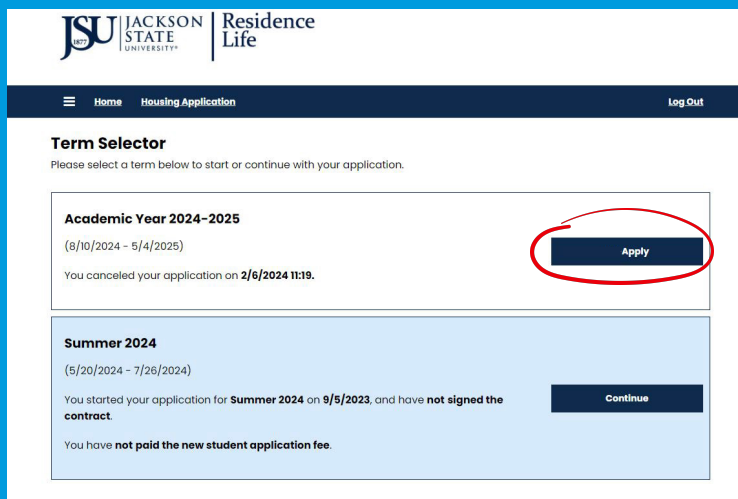 JSU
1877
JACKSON
STATE
UNIVERSITY®
Residence
Life
Home Housing Application Log Out
Term Selector
Please select a term below to start or continue with your application.
Academic Year 2024-2025
(8/10/2024 - 5/4/2025)
Apply
You canceled your application on 2/6/2024 11:19.
Summer 2024
(5/20/2024 - 7/26/2024)
You started your application for Summer 2024 on 9/5/2023, and have not signed the
contract.
Continue
You have not paid the new student application fee.